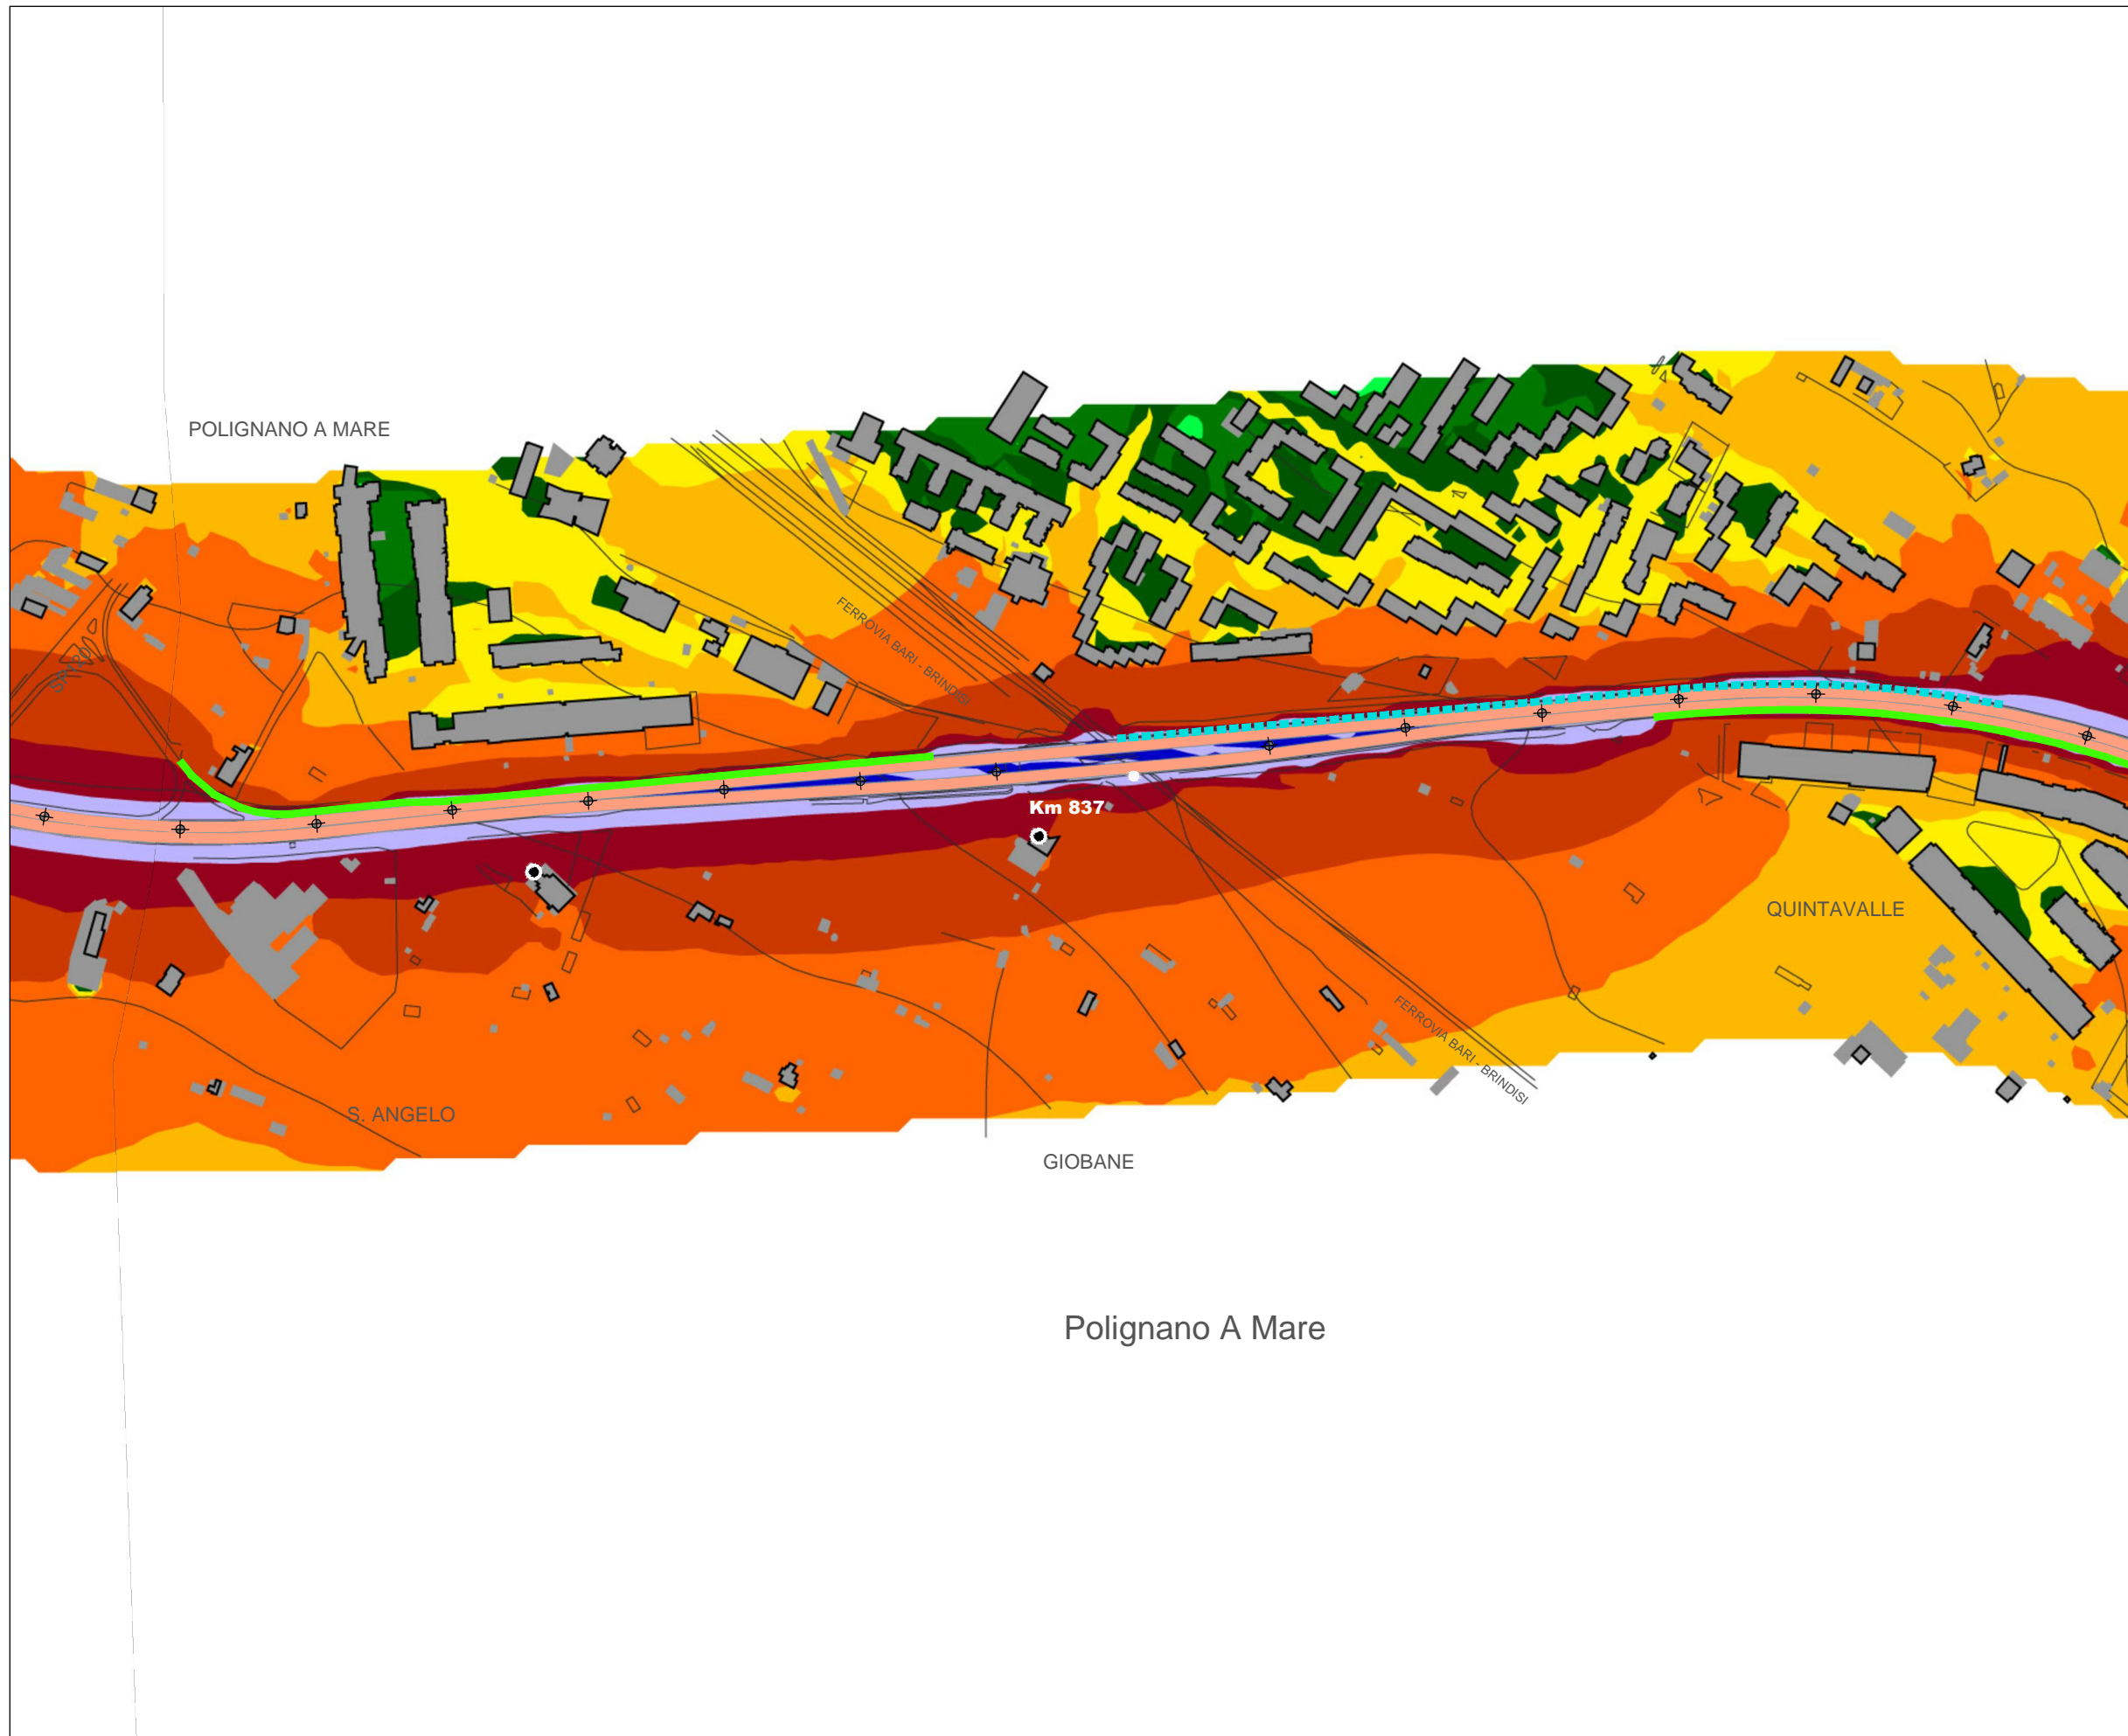 POLIGNANO A MARE
FERROVIA BARI - BRINDISI
Km 837
QUINTAVALLE
FERROVIA BARI - BRINDISI
S. ANGELO
GIOBANE
Polignano A Mare